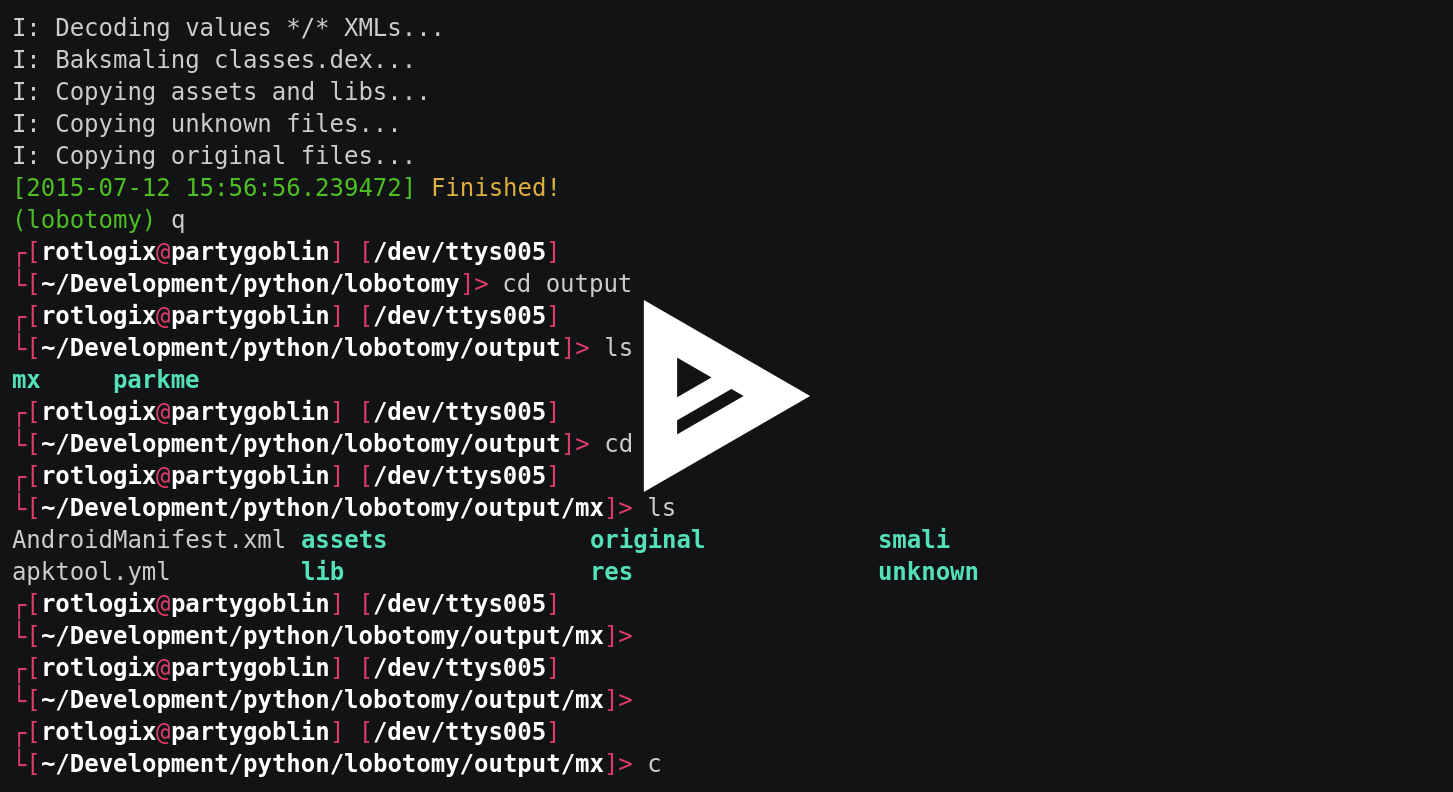 I: Decoding values */* XMLs...
I: Baksmaling classes.dex...
I: Copying assets and libs...
I: Copying unknown files...
I: Copying original files...
[2015-07-12 15:56:56.239472] Finished!
(lobotomy) q
┌[rotlogix@partygoblin] [/dev/ttys005]
└[~/Development/python/lobotomy]> cd output
┌[rotlogix@partygoblin] [/dev/ttys005]
└[~/Development/python/lobotomy/output]> ls
mx     parkme
┌[rotlogix@partygoblin] [/dev/ttys005]
└[~/Development/python/lobotomy/output]> cd
┌[rotlogix@partygoblin] [/dev/ttys005]
└[~/Development/python/lobotomy/output/mx]> ls
AndroidManifest.xml assets              original            smali
apktool.yml         lib                 res                 unknown
┌[rotlogix@partygoblin] [/dev/ttys005]
└[~/Development/python/lobotomy/output/mx]>
┌[rotlogix@partygoblin] [/dev/ttys005]
└[~/Development/python/lobotomy/output/mx]>
┌[rotlogix@partygoblin] [/dev/ttys005]
└[~/Development/python/lobotomy/output/mx]> c